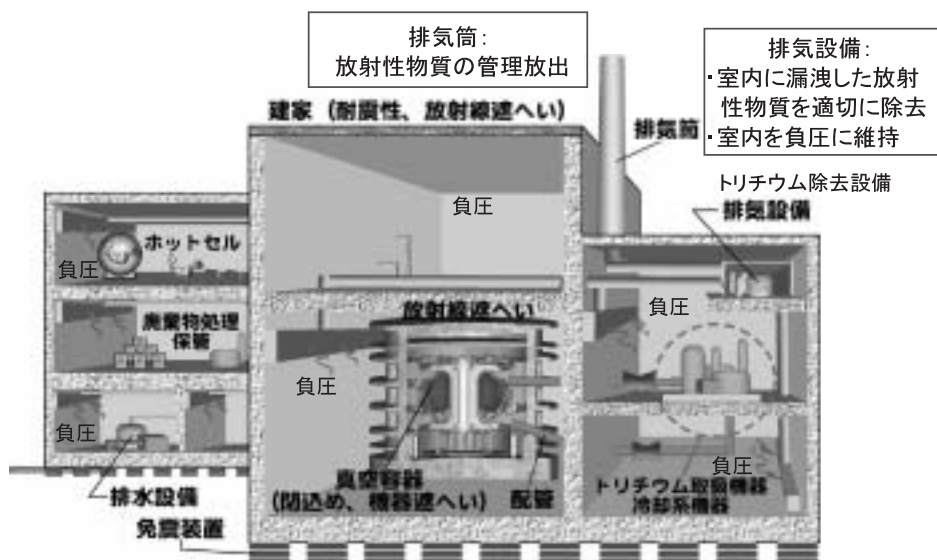 排気筒:
放射性物質の管理放出
排気設備:
・室内に漏洩した放射
性物質を適切に除去
・室内を負圧に維持
建家(耐震性、放射線遮へい)
排気筒
トリチウム除去設備
排気設備
負圧
ホットセル
負圧
放射線遮へい
負圧
廃棄物処理
保管
負圧
負圧
負圧
真空容器
(閉込め、機器遮へい)
配管
トリチウム取扱機器
冷却系機器
排水設備
免震装置